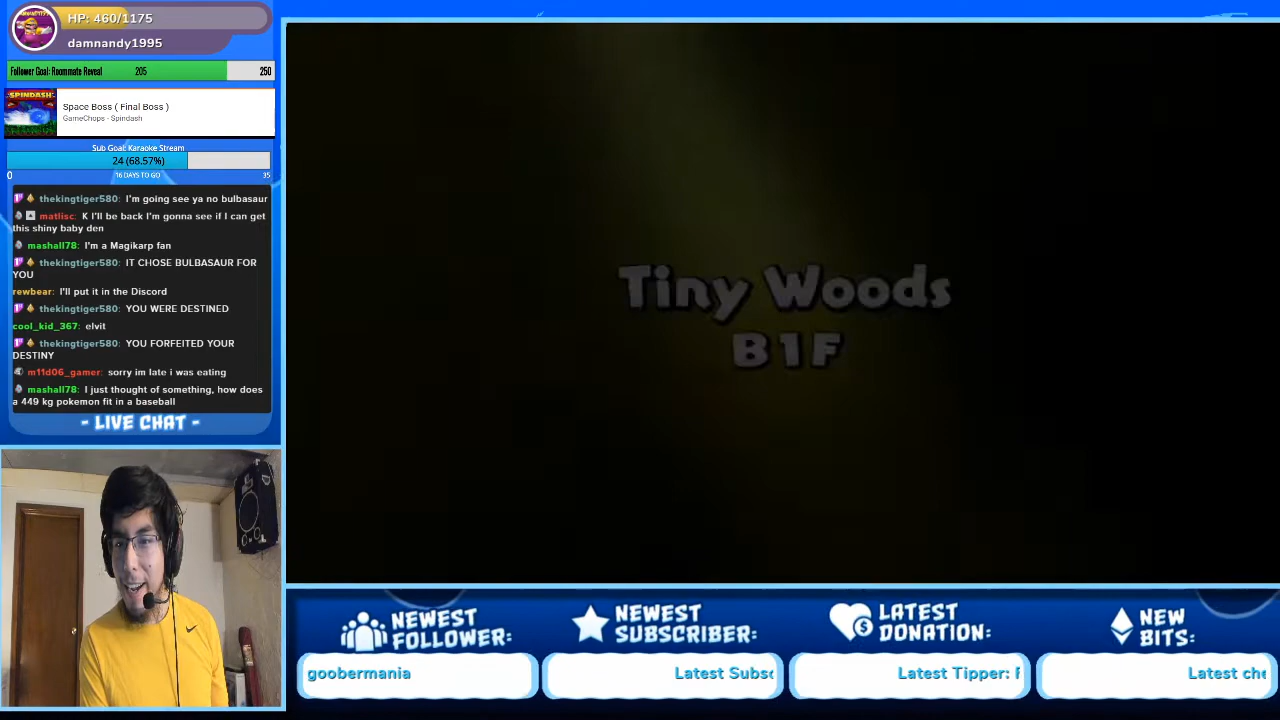 HP: 460/1175
damnandy1995
Follower Goal: Roommate Reveal 205 250
SPINDASH
Space Boss ( Final Boss )
GameChops - Spindash
Sub Goal: Karaoke Stream
24 (68.57%)
0 16 DAYS TO GO 35
thekingtiger580: I'm going see ya no bulbasaur
matlisc: K I'll be back I'm gonna see if I can get
this shiny baby den
mashall78: I'm a Magikarp fan
thekingtiger580: IT CHOSE BULBASAUR FOR
YOU
rewbear: I'll put it in the Discord
thekingtiger580: YOU WERE DESTINED
cool_kid_367: elvit
thekingtiger580: YOU FORFEITED YOUR
DESTINY
m11d06_gamer: sorry im late i was eating
mashall78: I just thought of something, how does
a 449 kg pokemon fit in a baseball
- LIVE CHAT -
Tiny Woods
B1F
NEWEST
FOLLOWER:
goobermania
NEWEST
SUBSCRIBER:
Latest Subsc
LATEST
DONATION:
Latest Tipper:
NEW
BITS:
Latest che